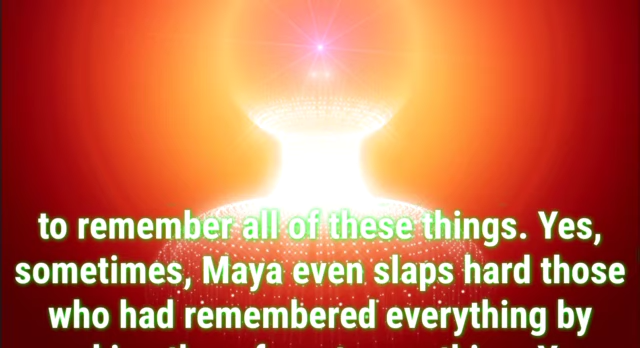 to remember all of these things. Yes,
sometimes, Maya even slaps hard those
who had remembered everything by